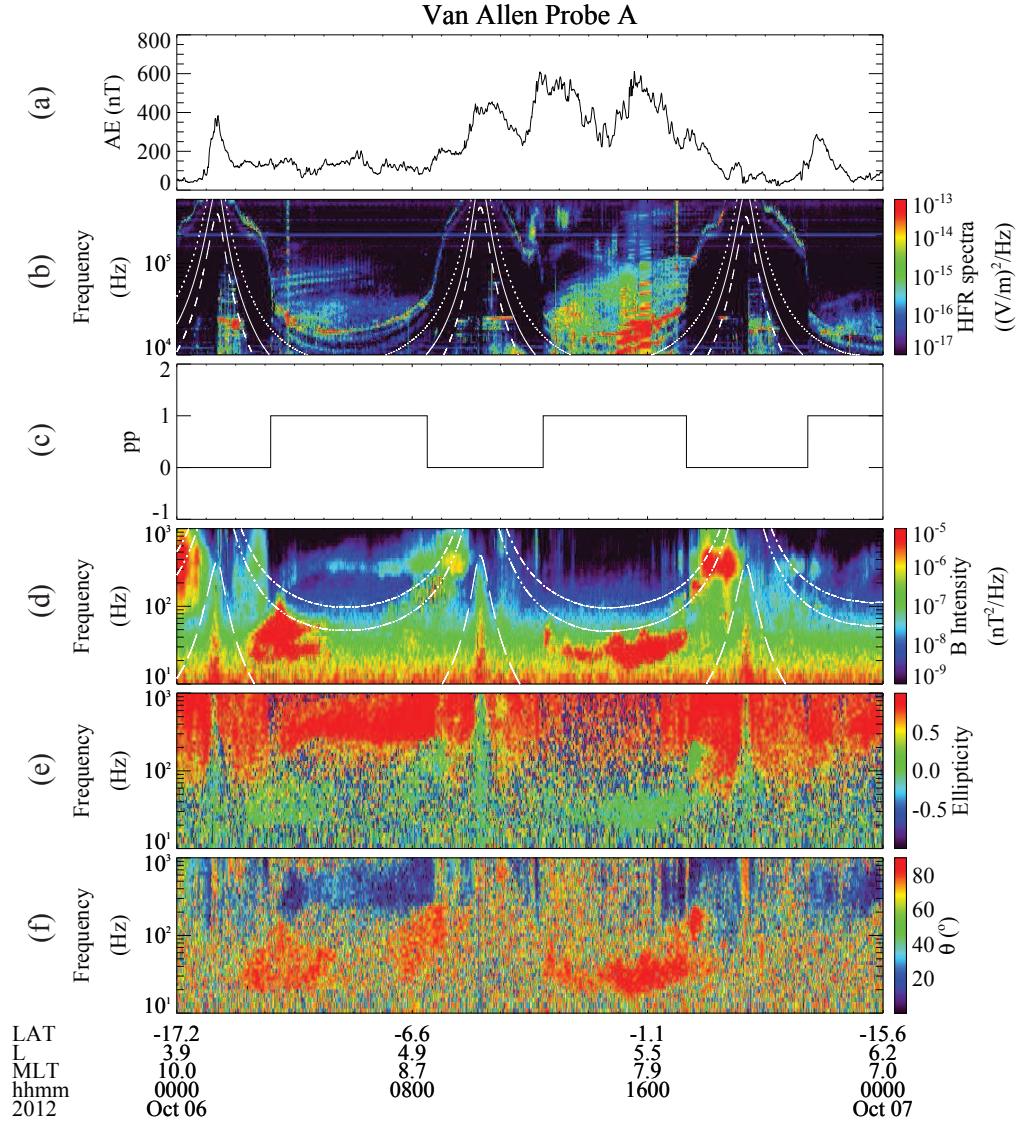 Van Allen Probe A
(a)
AE (nT)
800
600
400
200
0
(b)
Frequency
(Hz)
10^5
10^4
10^-13
10^-14
10^-15
10^-16
10^-17
HFR spectra
((V/m)^2/Hz)
(c)
pp
2
1
0
-1
(d)
Frequency
(Hz)
10^3
10^2
10^1
10^-5
10^-6
10^-7
10^-8
10^-9
B Intensity
(nT^2/Hz)
(e)
Frequency
(Hz)
10^3
10^2
10^1
0.5
0.0
-0.5
Ellipticity
(f)
Frequency
(Hz)
10^3
10^2
10^1
80
60
40
20
θ (°)
LAT -17.2 -6.6 -1.1 -15.6
L 3.9 4.9 5.5 6.2
MLT 10.0 8.7 7.9 7.0
hhmm 0000 0800 1600 0000
2012 Oct 06 Oct 07